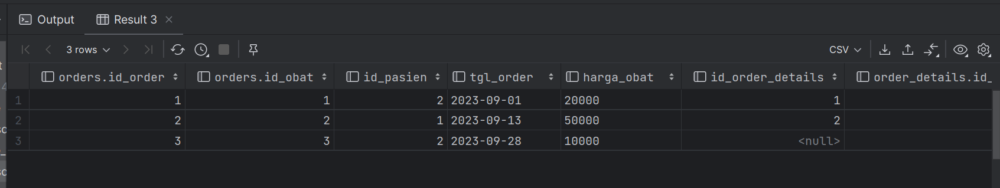 Output Result 3
3 rows CSV
orders.id_order orders.id_obat id_pasien tgl_order harga_obat id_order_details order_details.id_
1 1 1 2 2023-09-01 20000 1
2 2 2 1 2023-09-13 50000 2
3 3 3 2 2023-09-28 10000 <null>